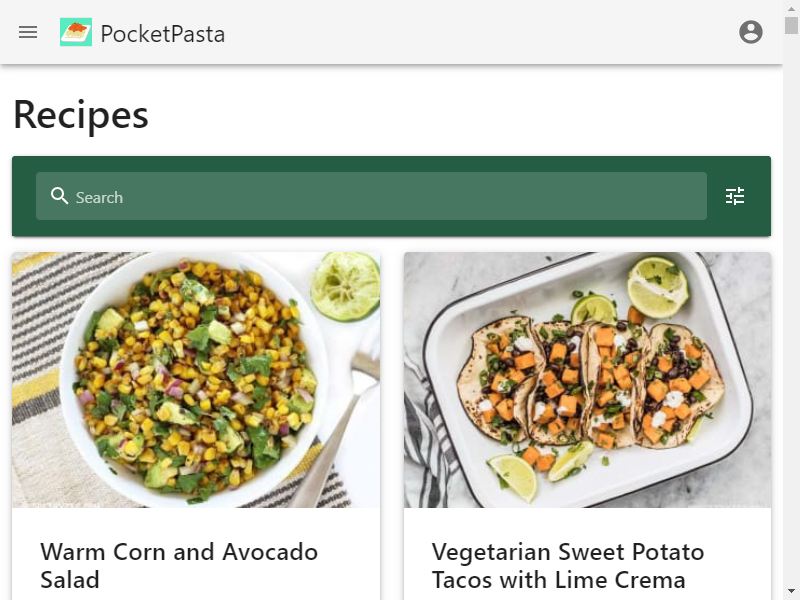 PocketPasta
Recipes
Search
Warm Corn and Avocado
Salad
Vegetarian Sweet Potato
Tacos with Lime Crema